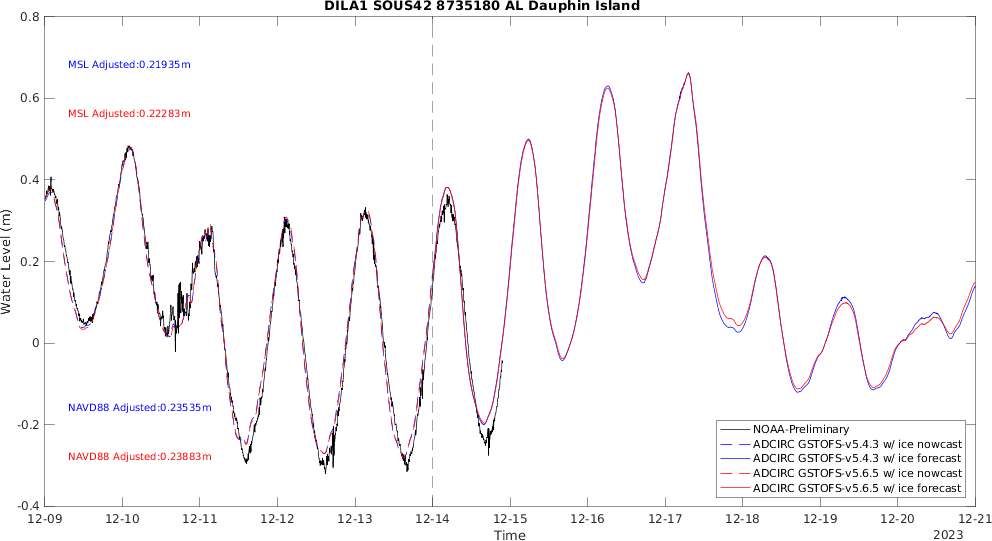 DILA1 SOUS42 8735180 AL Dauphin Island
0.8
0.6
0.4
0.2
0
-0.2
-0.4
Water Level (m)
MSL Adjusted:0.21935m
MSL Adjusted:0.22283m
NAVD88 Adjusted:0.23535m
NAVD88 Adjusted:0.23883m
NOAA-Preliminary
ADCIRC GSTOFS-v5.4.3 w/ ice nowcast
ADCIRC GSTOFS-v5.4.3 w/ ice forecast
ADCIRC GSTOFS-v5.6.5 w/ ice nowcast
ADCIRC GSTOFS-v5.6.5 w/ ice forecast
12-09 12-10 12-11 12-12 12-13 12-14 12-15 12-16 12-17 12-18 12-19 12-20 12-21
Time
2023